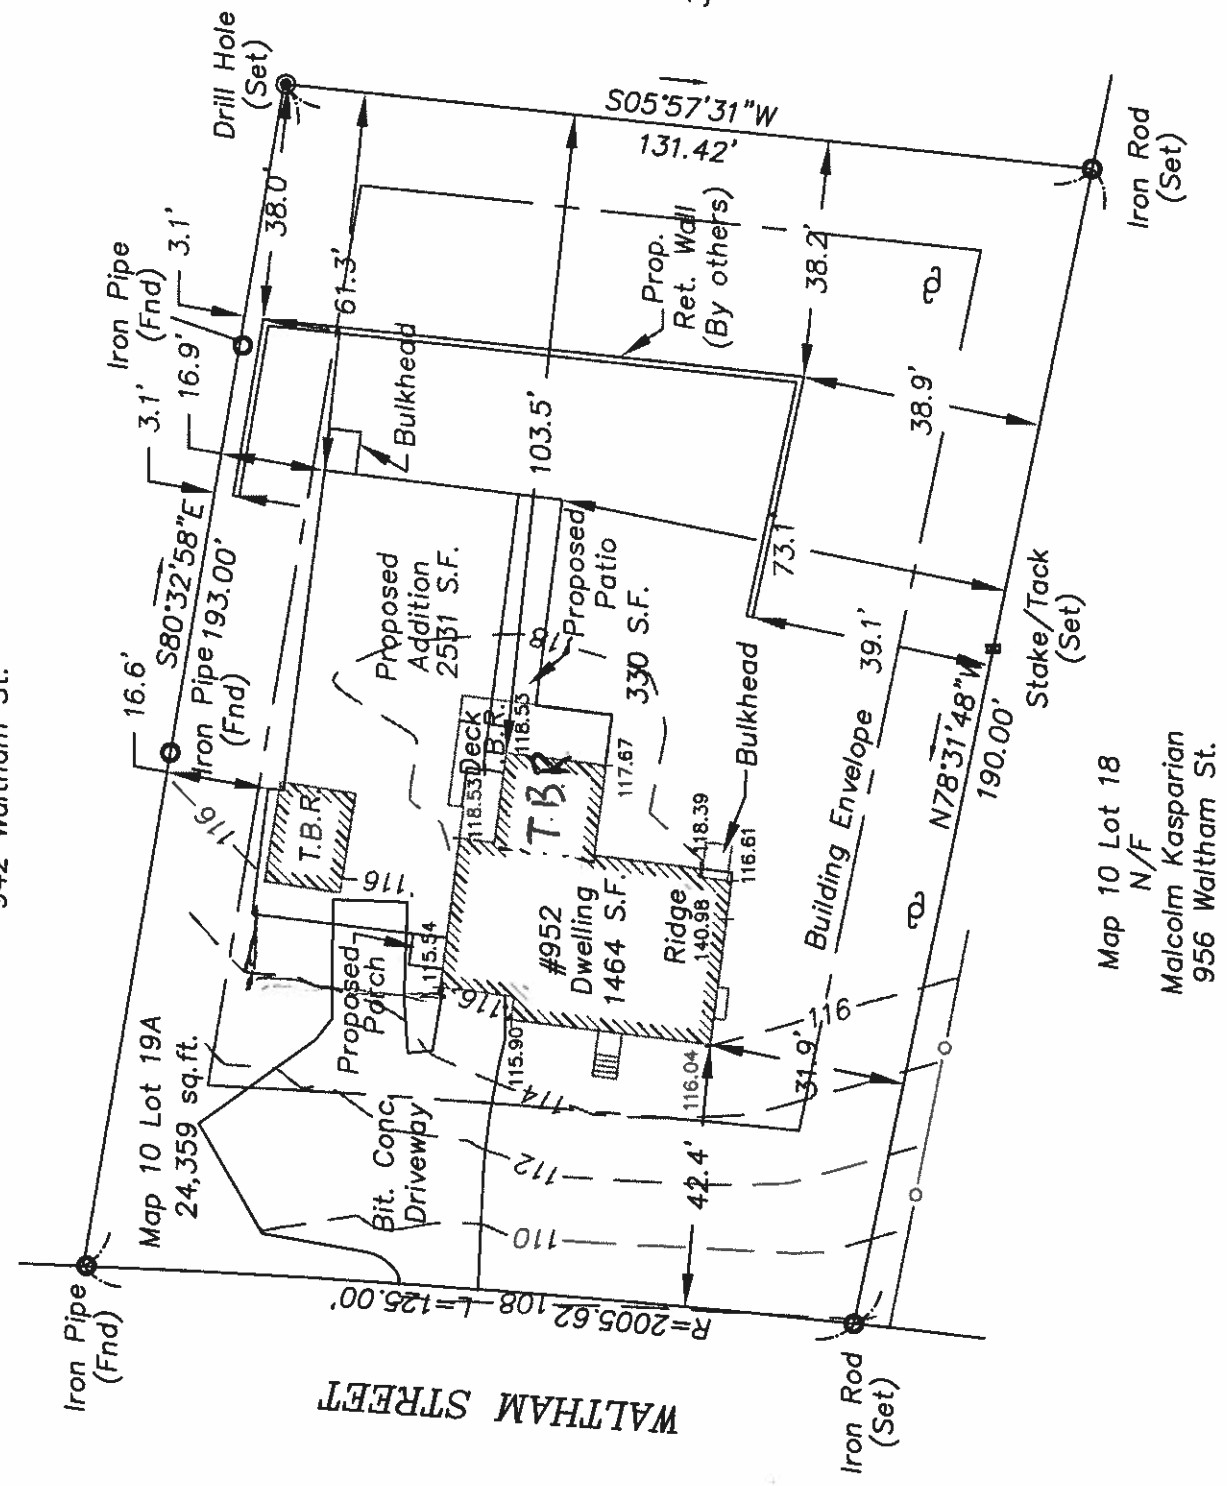 Drill Hole
(Set)
S05°57'31"W
131.42'
Iron Rod
(Set)
Iron Pipe
(Fnd)
3.1'
38.0'
61.3'
Prop.
Ret. Wall
(By others)
38.2'
3.1'
16.9'
Bulkhead
103.5'
38.9'
S80°32'58"E
193.00'
Iron Pipe
(Fnd)
16.6'
Proposed
Addition
2531 S.F.
Proposed
Patio
330 S.F.
73.1
39.1'
Stake/Tack
(Set)
N78°31'48"W
190.00'
Deck
T.B.R.
118.53
118.53
T.B.R
117.67
Bulkhead
118.39
116.61
Building Envelope
116
T.B.R.
116
Proposed
Porch
115.54
#952
Dwelling
1464 S.F.
Ridge
140.98
116
115.90
116.04
116
31.9'
Map 10 Lot 19A
24,359 sq.ft.
Bit. Conc.
Driveway
114
112
110
42.4'
108
R=2005.62
L=125.00'
Iron Pipe
(Fnd)
Iron Rod
(Set)
WALTHAM STREET
Map 10 Lot 18
N/F
Malcolm Kasparian
956 Waltham St.